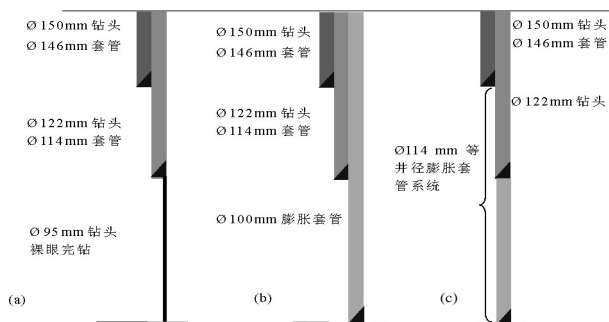 Ø150mm 钻头
Ø146mm 套管
Ø122mm 钻头
Ø114mm 套管
Ø95mm 钻头
裸眼完钻
(a)
Ø150mm 钻头
Ø146mm 套管
Ø122mm 钻头
Ø114mm 套管
Ø100mm 膨胀套管
(b)
Ø150mm 钻头
Ø146mm 套管
Ø122mm 钻头
Ø114 mm 等
井径膨胀套
管系统
(c)